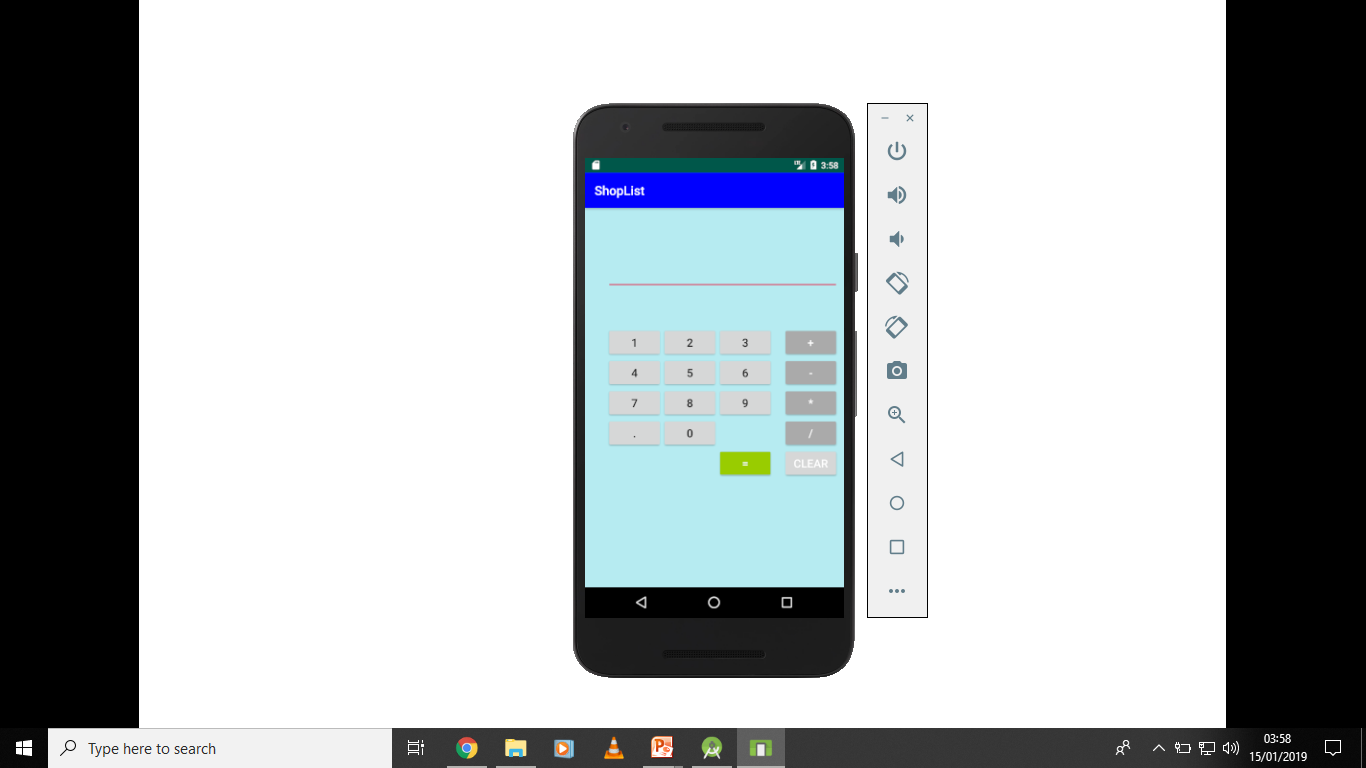 3:58
ShopList
1 2 3 +
4 5 6 -
7 8 9 *
. 0 /
= CLEAR
Type here to search
03:58
15/01/2019